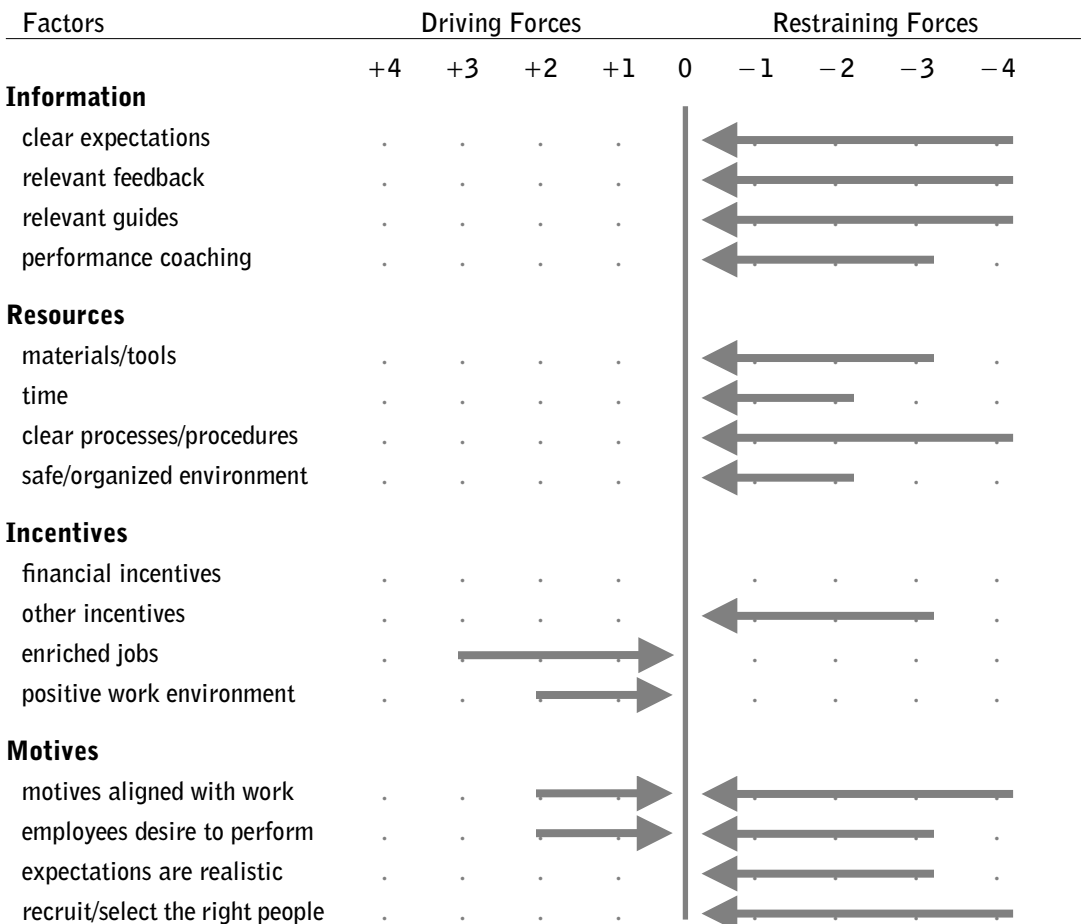 Factors Driving Forces Restraining Forces
+4 +3 +2 +1 0 −1 −2 −3 −4
Information
clear expectations
relevant feedback
relevant guides
performance coaching
Resources
materials/tools
time
clear processes/procedures
safe/organized environment
Incentives
financial incentives
other incentives
enriched jobs
positive work environment
Motives
motives aligned with work
employees desire to perform
expectations are realistic
recruit/select the right people